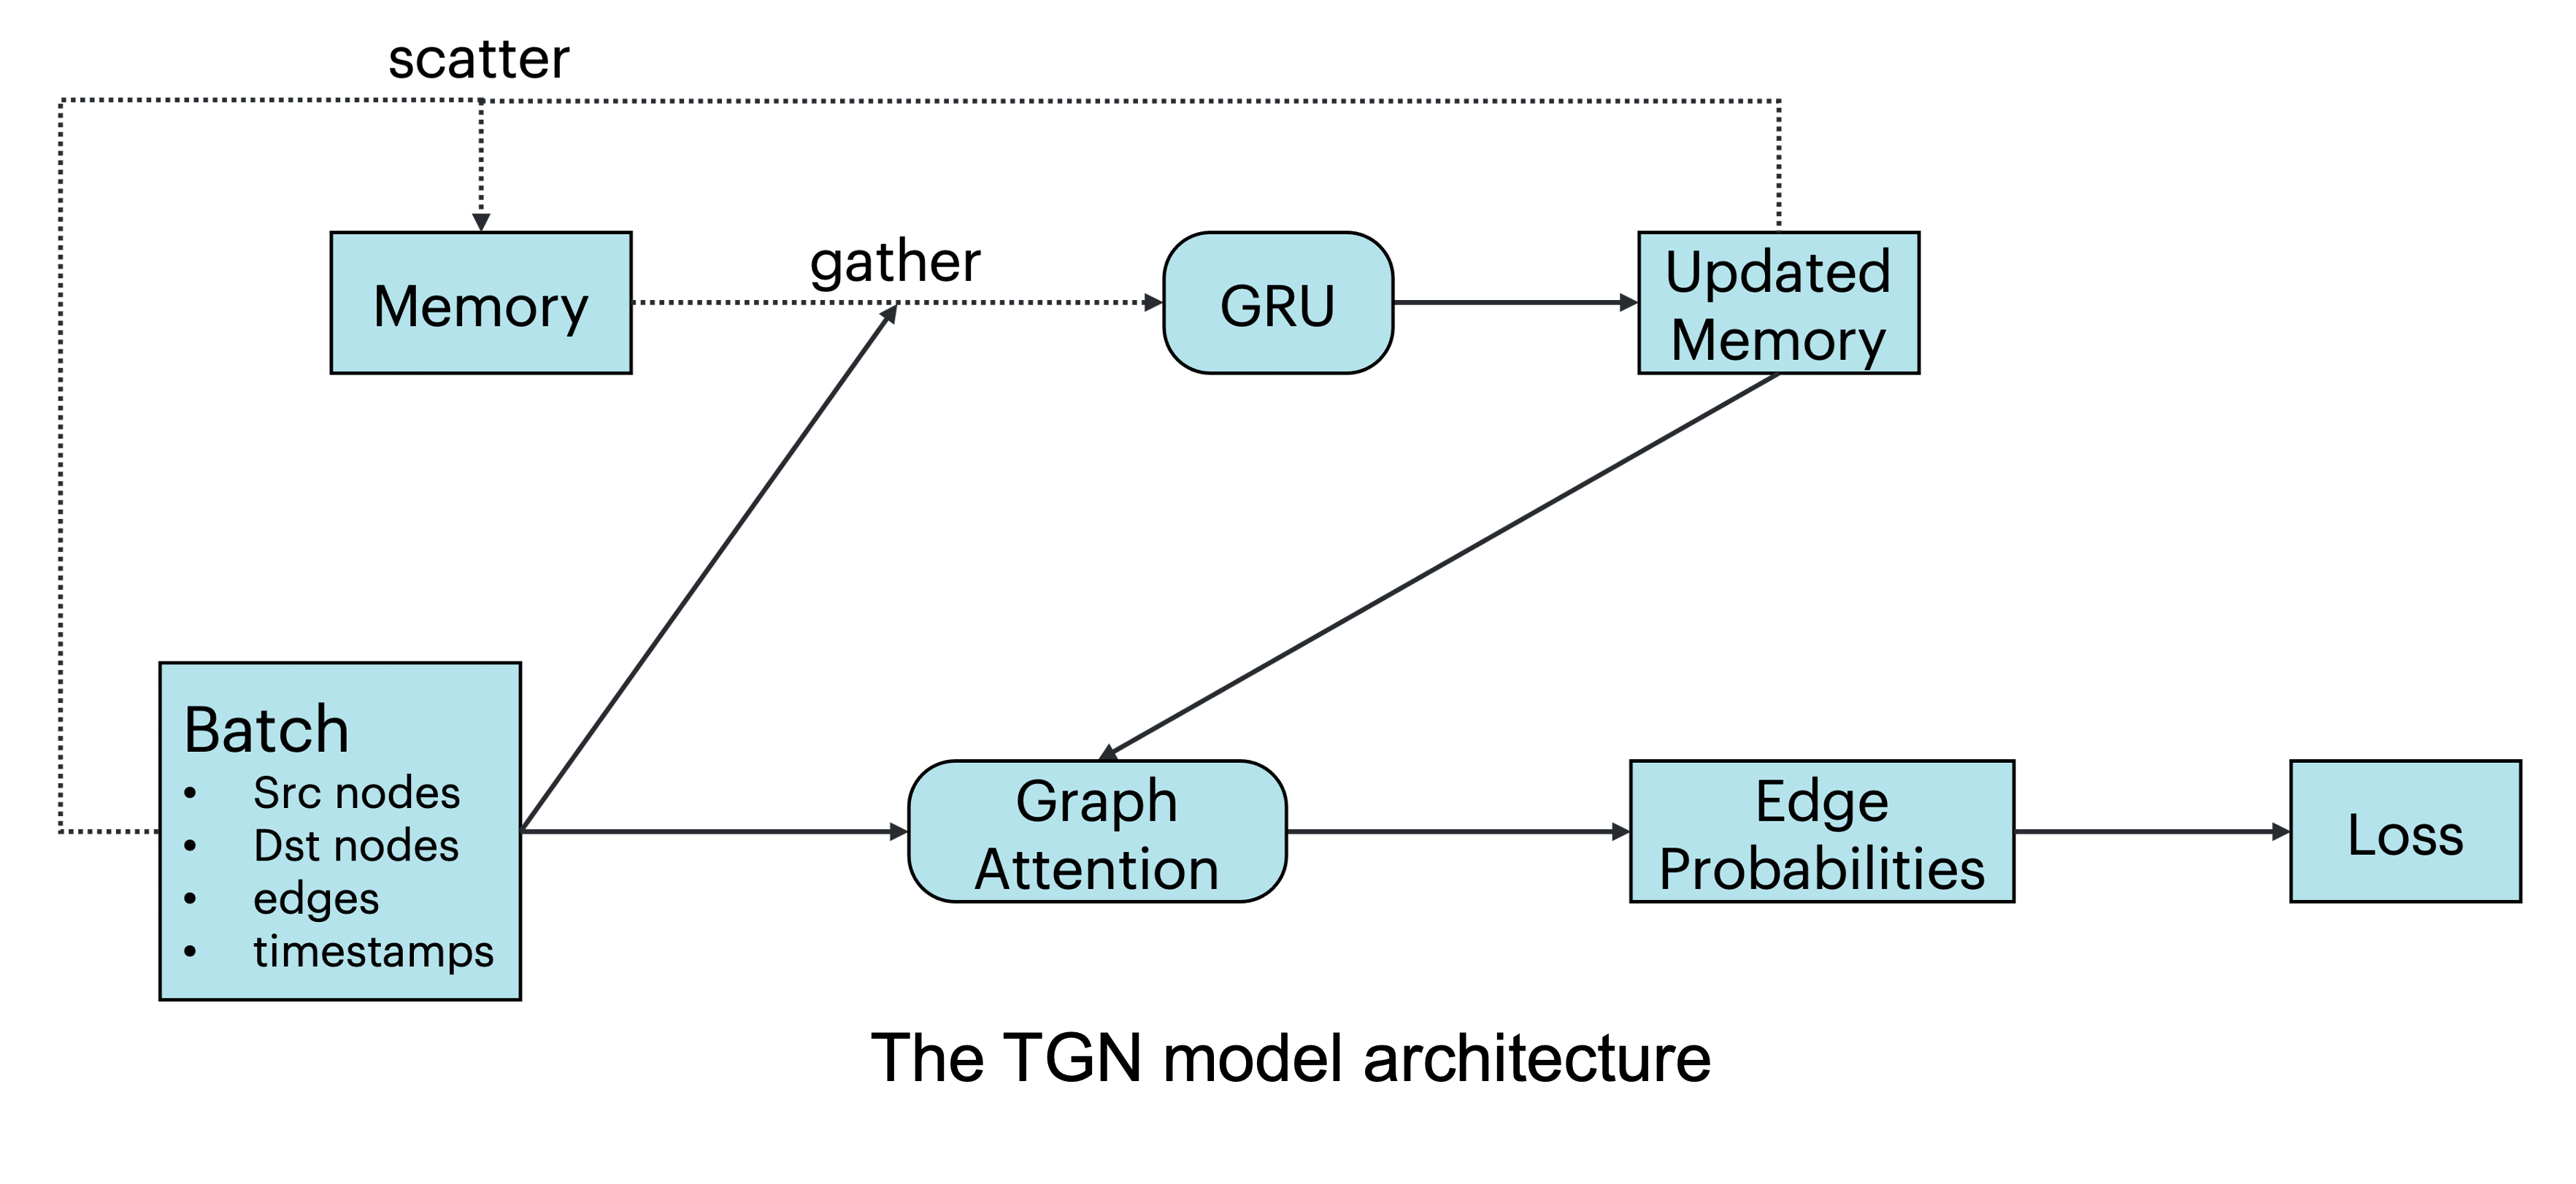 scatter
gather
Memory
GRU
Updated
Memory
Batch
• Src nodes
• Dst nodes
• edges
• timestamps
Graph
Attention
Edge
Probabilities
Loss
The TGN model architecture